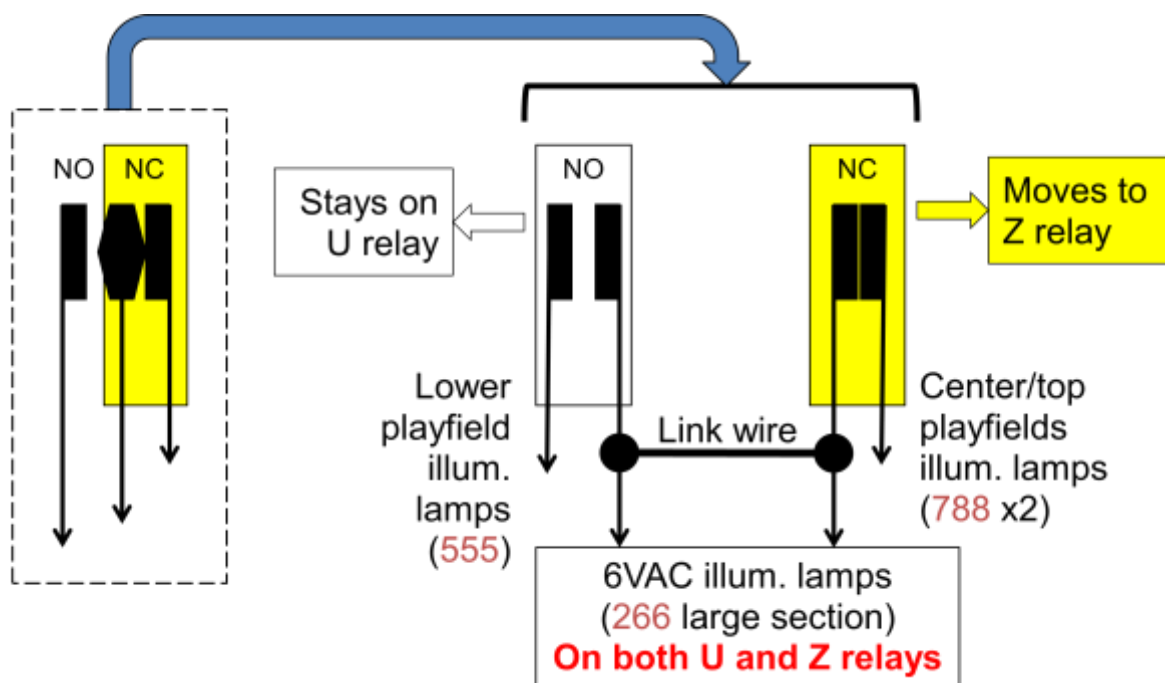 NO NC
Stays on
U relay
NO
NC
Moves to
Z relay
Lower
playfield
illum.
lamps
(555)
Link wire
Center/top
playfields
illum. lamps
(788 x2)
6VAC illum. lamps
(266 large section)
On both U and Z relays